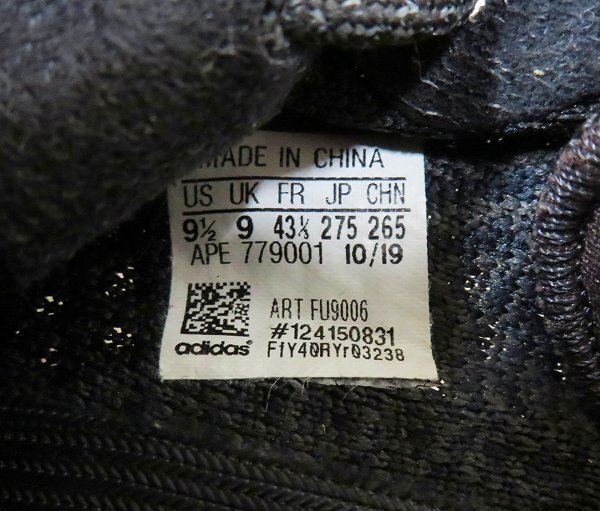 MADE IN CHINA
US UK FR JP CHN
9½ 9 43⅓ 275 265
APE 779001 10/19
ART FU9006
#124150831
adidas®
F1Y40RYr03238